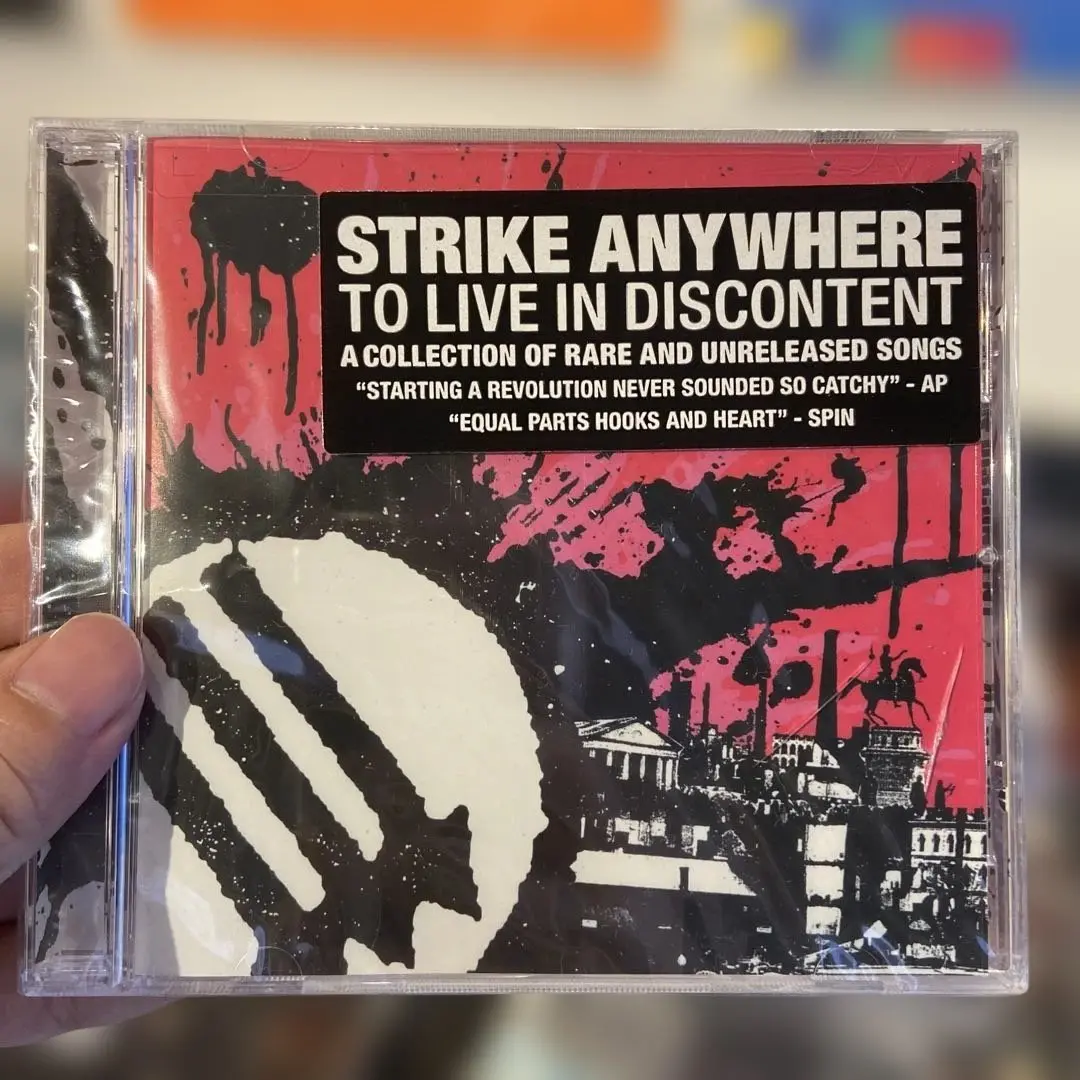 STRIKE ANYWHERE
TO LIVE IN DISCONTENT
A COLLECTION OF RARE AND UNRELEASED SONGS
“STARTING A REVOLUTION NEVER SOUNDED SO CATCHY” - AP
“EQUAL PARTS HOOKS AND HEART” - SPIN